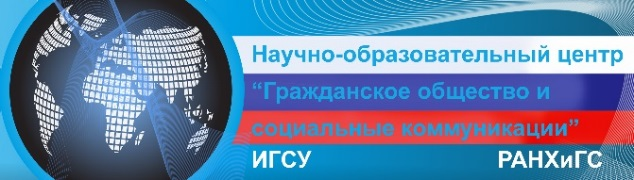 Научно-образовательный центр
“Гражданское общество и
социальные коммуникации”
ИГСУ РАНХиГС